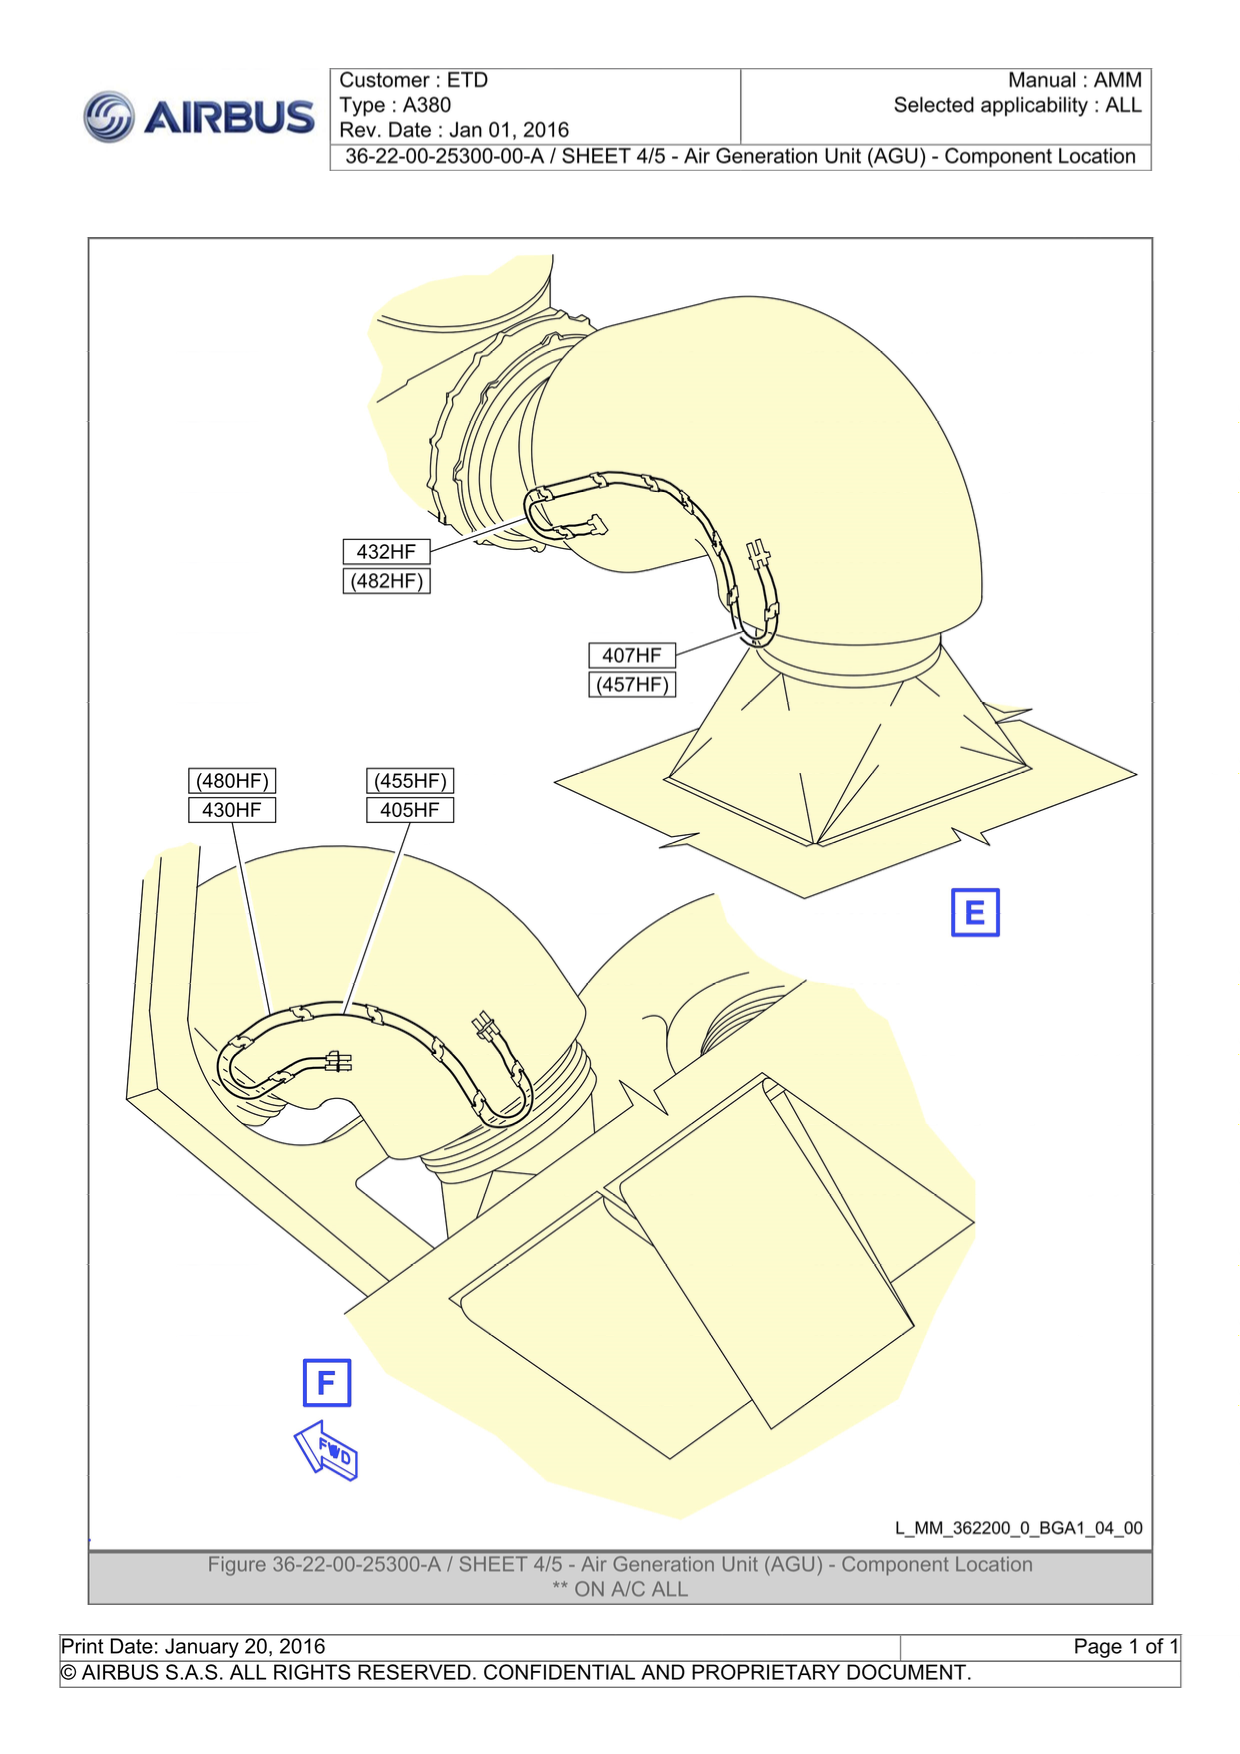 AIRBUS
Customer : ETD
Type : A380
Rev. Date : Jan 01, 2016
Manual : AMM
Selected applicability : ALL
36-22-00-25300-00-A / SHEET 4/5 - Air Generation Unit (AGU) - Component Location
432HF
(482HF)
407HF
(457HF)
(480HF)
430HF
(455HF)
405HF
E
F
FWD
L_MM_362200_0_BGA1_04_00
Figure 36-22-00-25300-A / SHEET 4/5 - Air Generation Unit (AGU) - Component Location
** ON A/C ALL
Print Date: January 20, 2016
Page 1 of 1
© AIRBUS S.A.S. ALL RIGHTS RESERVED. CONFIDENTIAL AND PROPRIETARY DOCUMENT.